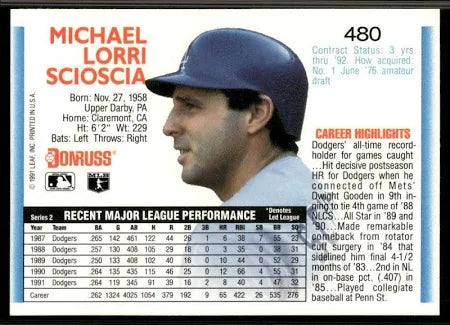 MICHAEL
LORRI
SCIOSCIA
Born: Nov. 27, 1958
Upper Darby, PA
Home: Claremont, CA
Ht: 6'2" Wt: 229
Bats: Left Throws: Right
DONRUSS
© 1991 LEAF, INC. PRINTED IN U.S.A.
MLB
480
Contract Status: 3 yrs.
thru '92. How acquired:
No. 1 June '76 amateur
draft
CAREER HIGHLIGHTS
Dodgers' all-time record-
holder for games caught
...Hit decisive postseason
HR for Dodgers when he
connected off Mets'
Dwight Gooden in 9th inn-
ing to tie 4th game of '88
NLCS...All Star in '89 and
'90...Made remarkable
comeback from rotator
cuff surgery in '84 that
sidelined him final 4-1/2
months of '83...2nd in NL
in on-base pct. (.407) in
'85...Played collegiate
baseball at Penn St.
Series 2 RECENT MAJOR LEAGUE PERFORMANCE *Denotes Led League
Year Team BA G AB H R 2B 3B HR RBI SB BB SO
1987 Dodgers 265 142 461 122 44 26 1 6 38 7 55 23
1988 Dodgers 257 130 408 105 29 18 0 3 35 0 38 31
1989 Dodgers 250 133 408 102 40 16 0 10 44 0 52 29
1990 Dodgers 264 135 435 115 46 25 0 12 66 4 55 31
1991 Dodgers 264 119 345 91 39 16 2 8 40 4 47 32
Career .262 1324 4025 1054 379 192 9 65 422 26 535 276